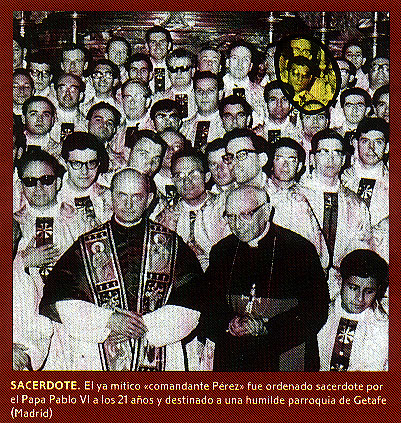 SACERDOTE. El ya mítico «comandante Pérez» fue ordenado sacerdote por
el Papa Pablo VI a los 21 años y destinado a una humilde parroquia de Getafe
(Madrid)